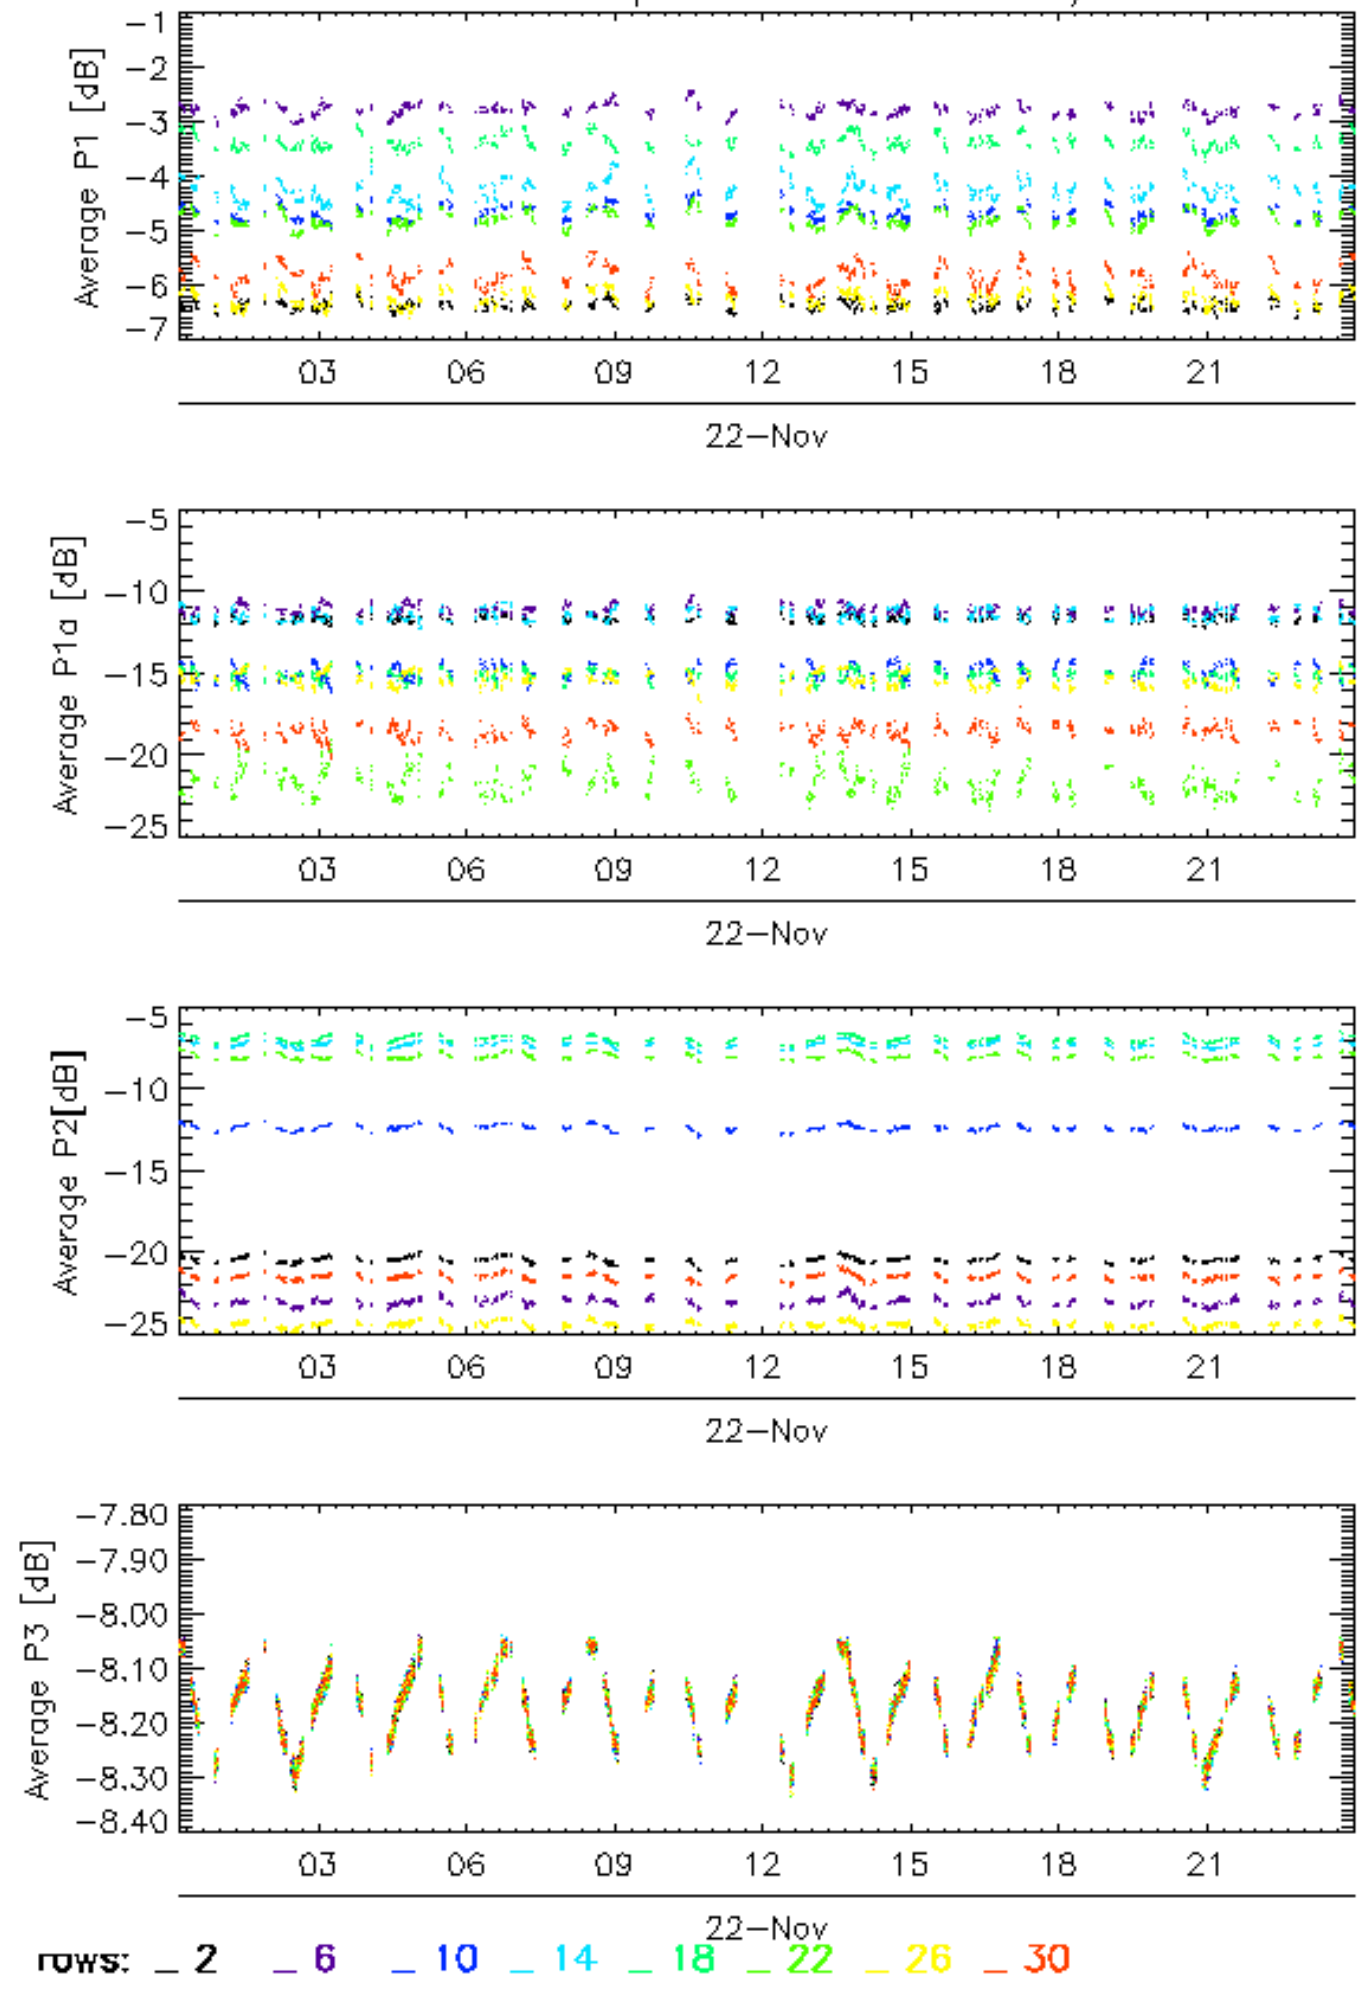 Average P1 [dB]
-1
-2
-3
-4
-5
-6
-7
03 06 09 12 15 18 21
22-Nov
Average P1a [dB]
-5
-10
-15
-20
-25
03 06 09 12 15 18 21
22-Nov
Average P2[dB]
-5
-10
-15
-20
-25
03 06 09 12 15 18 21
22-Nov
Average P3 [dB]
-7.80
-7.90
-8.00
-8.10
-8.20
-8.30
-8.40
03 06 09 12 15 18 21
22-Nov
rows: _ 2 _ 6 _ 10 _ 14 _ 18 _ 22 _ 26 _ 30